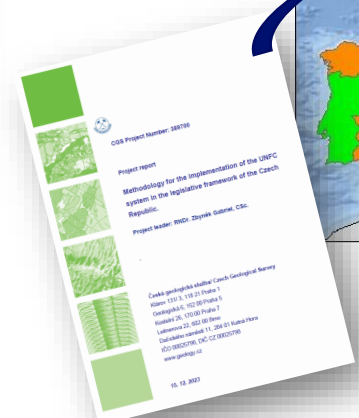 CGS Project Number: 389700
Project report
Methodology for the implementation of the UNFC
system in the legislative framework of the Czech
Republic.
Project leader: RNDr. Zbyněk Gabriel, CSc.
Česká geologická služba/ Czech Geological Survey
Klárov 131/ 3, 118 21 Praha 1
Geologická 6, 152 00 Praha 5
Kostelní 26, 170 00 Praha 7
Leitnerova 22, 602 00 Brno
Dačického náměstí 11, 284 01 Kutná Hora
IČO 00025798, DIČ CZ 00025798
www.geology.cz
15. 12. 2023